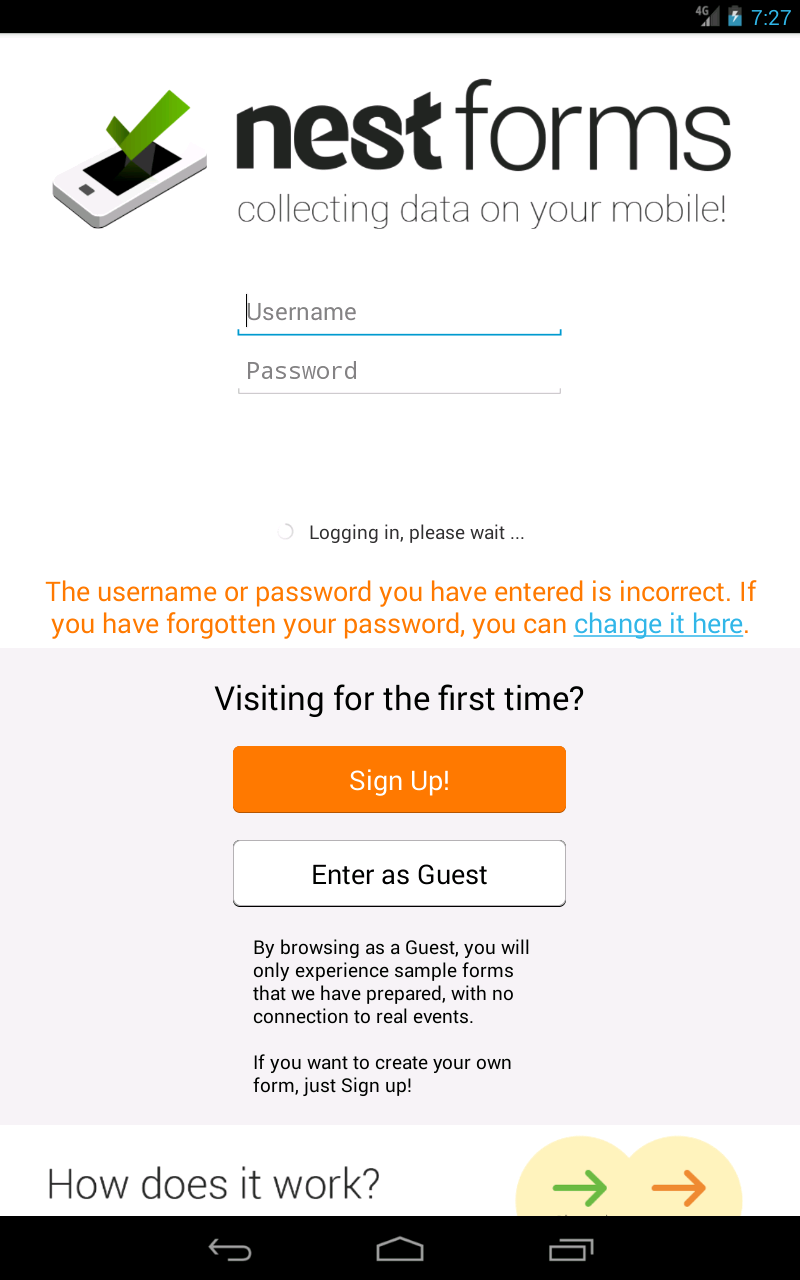 4G 7:27
nestforms
collecting data on your mobile!
Username
Password
Logging in, please wait ...
The username or password you have entered is incorrect. If
you have forgotten your password, you can change it here.
Visiting for the first time?
Sign Up!
Enter as Guest
By browsing as a Guest, you will
only experience sample forms
that we have prepared, with no
connection to real events.
If you want to create your own
form, just Sign up!
How does it work?